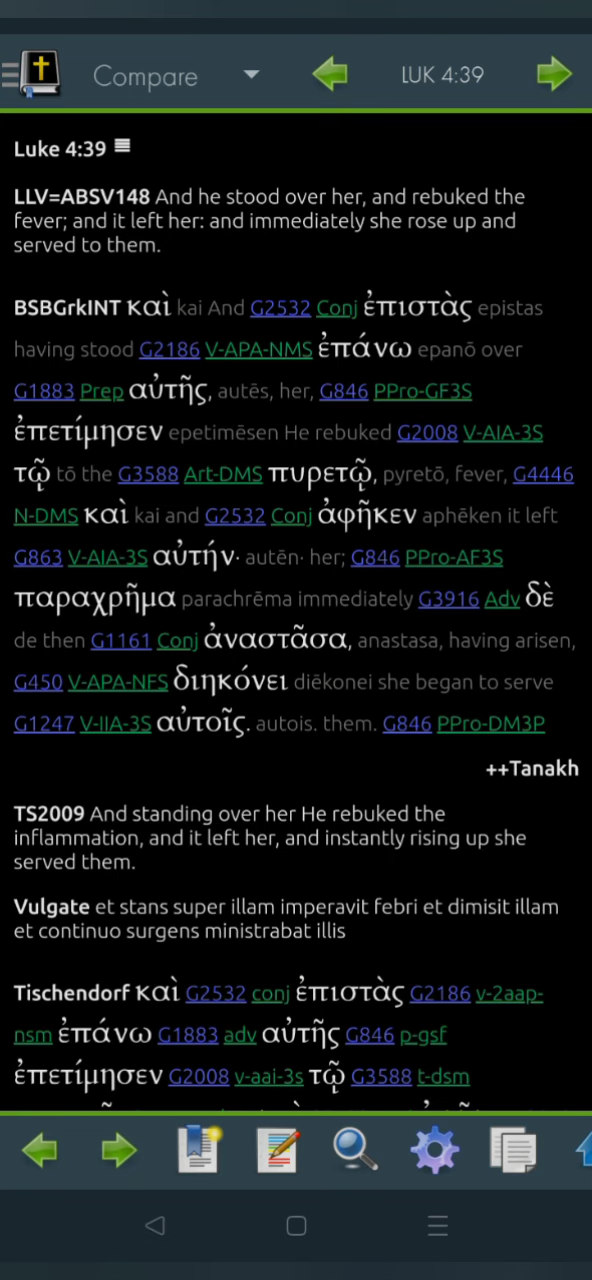 Compare LUK 4:39
Luke 4:39
LLV=ABSV148 And he stood over her, and rebuked the
fever; and it left her: and immediately she rose up and
served to them.
BSBGrkINT καὶ kai And G2532 Conj ἐπιστὰς epistas
having stood G2186 V-APA-NMS ἐπάνω epanō over
G1883 Prep αὐτῆς, autēs, her, G846 PPro-GF3S
ἐπετίμησεν epetimēsen He rebuked G2008 V-AIA-3S
τῷ tō the G3588 Art-DMS πυρετῷ, pyretō, fever, G4446
N-DMS καὶ kai and G2532 Conj ἀφῆκεν aphēken it left
G863 V-AIA-3S αὐτήν· autēn· her; G846 PPro-AF3S
παραχρῆμα parachrēma immediately G3916 Adv δὲ
de then G1161 Conj ἀναστᾶσα, anastasa, having arisen,
G450 V-APA-NFS διηκόνει diēkonei she began to serve
G1247 V-IIA-3S αὐτοῖς. autois. them. G846 PPro-DM3P
++Tanakh
TS2009 And standing over her He rebuked the
inflammation, and it left her, and instantly rising up she
served them.
Vulgate et stans super illam imperavit febri et dimisit illam
et continuo surgens ministrabat illis
Tischendorf καὶ G2532 conj ἐπιστὰς G2186 v-2aap-
nsm ἐπάνω G1883 adv αὐτῆς G846 p-gsf
ἐπετίμησεν G2008 v-aai-3s τῷ G3588 t-dsm